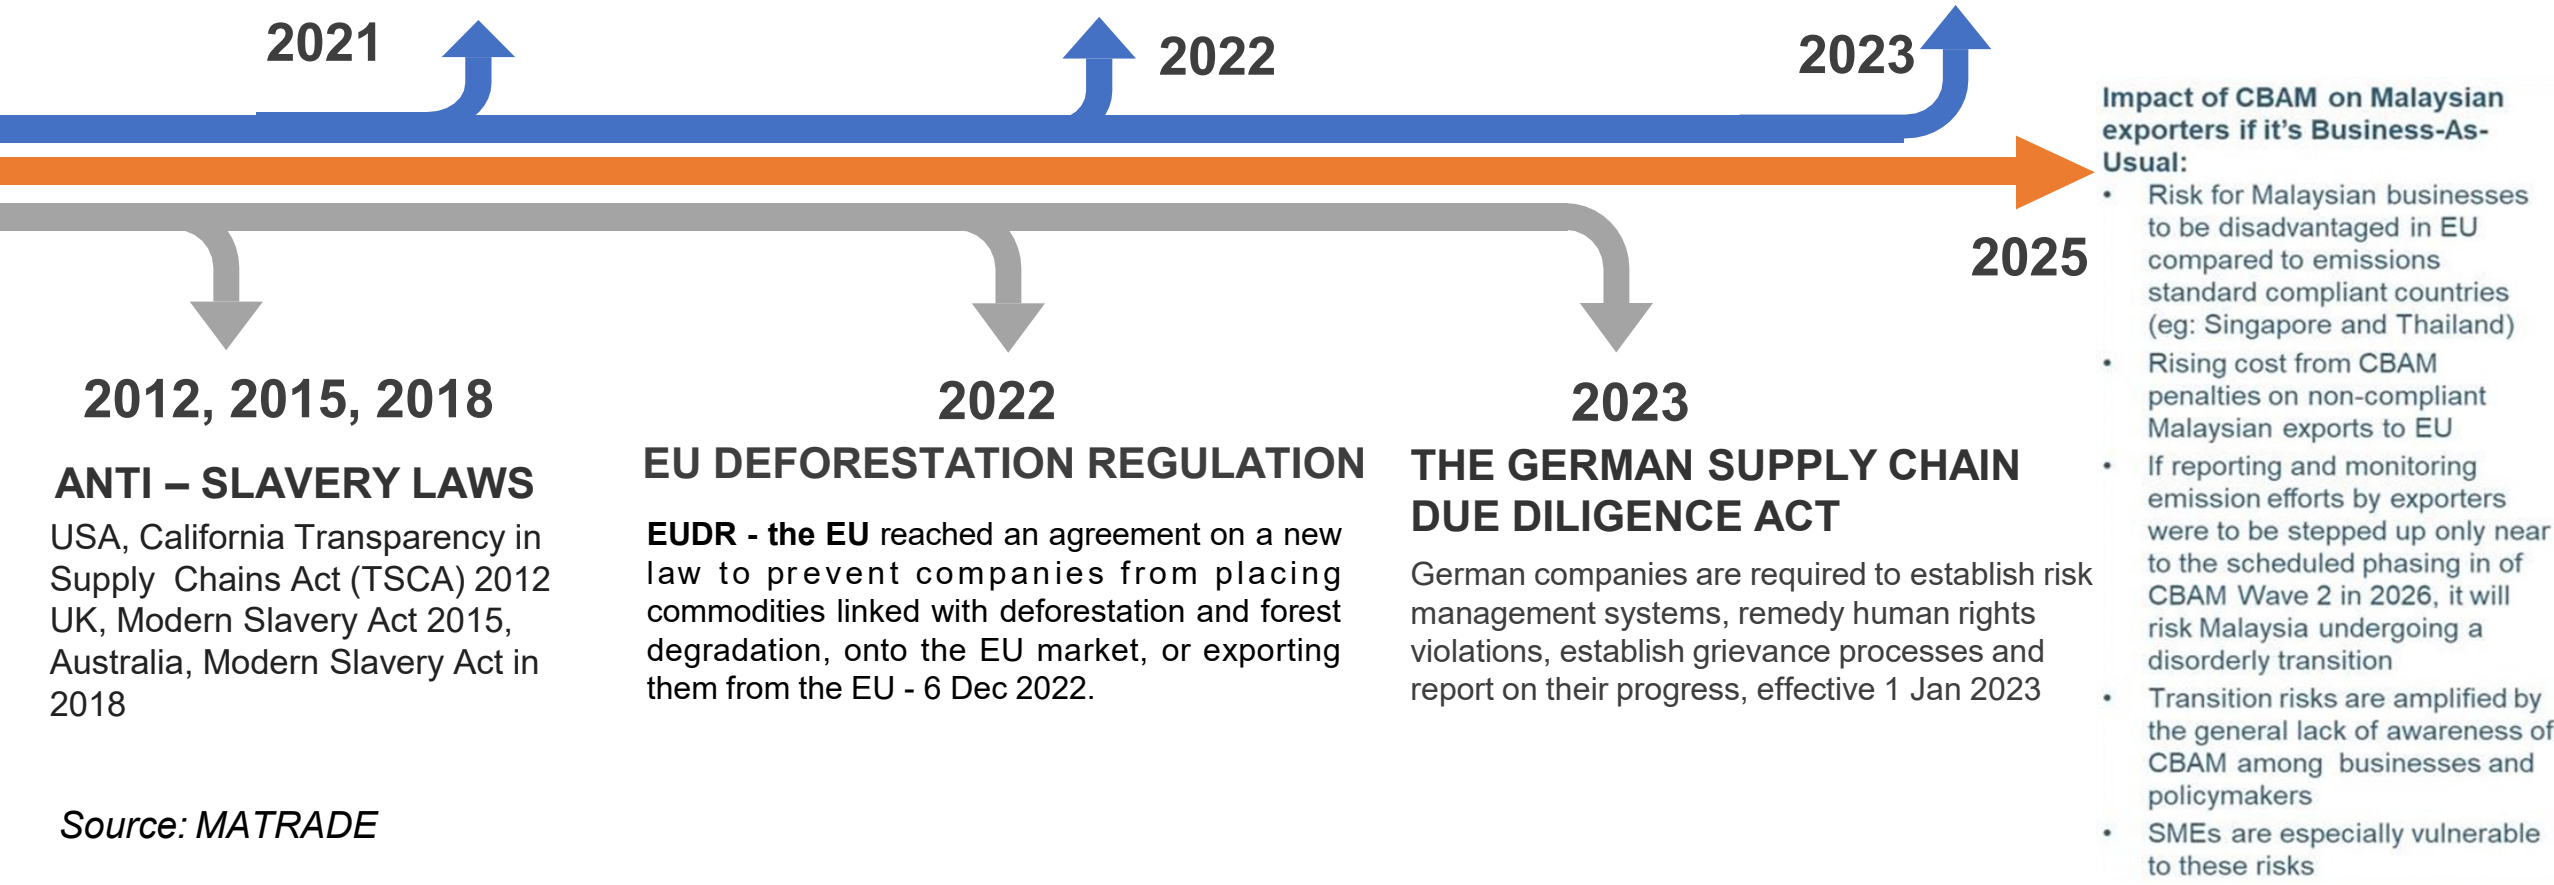 2021
2022
2023
2025
2012, 2015, 2018
ANTI – SLAVERY LAWS
USA, California Transparency in
Supply  Chains Act (TSCA) 2012
UK, Modern Slavery Act 2015,
Australia, Modern Slavery Act in
2018
2022
EU DEFORESTATION REGULATION
EUDR - the EU reached an agreement on a new
law to prevent companies from placing
commodities linked with deforestation and forest
degradation, onto the EU market, or exporting
them from the EU - 6 Dec 2022.
2023
THE GERMAN SUPPLY CHAIN
DUE DILIGENCE ACT
German companies are required to establish risk
management systems, remedy human rights
violations, establish grievance processes and
report on their progress, effective 1 Jan 2023
Impact of CBAM on Malaysian
exporters if it's Business-As-
Usual:
• Risk for Malaysian businesses
to be disadvantaged in EU
compared to emissions
standard compliant countries
(eg: Singapore and Thailand)
• Rising cost from CBAM
penalties on non-compliant
Malaysian exports to EU
• If reporting and monitoring
emission efforts by exporters
were to be stepped up only near
to the scheduled phasing in of
CBAM Wave 2 in 2026, it will
risk Malaysia undergoing a
disorderly transition
• Transition risks are amplified by
the general lack of awareness of
CBAM among  businesses and
policymakers
• SMEs are especially vulnerable
to these risks
Source: MATRADE